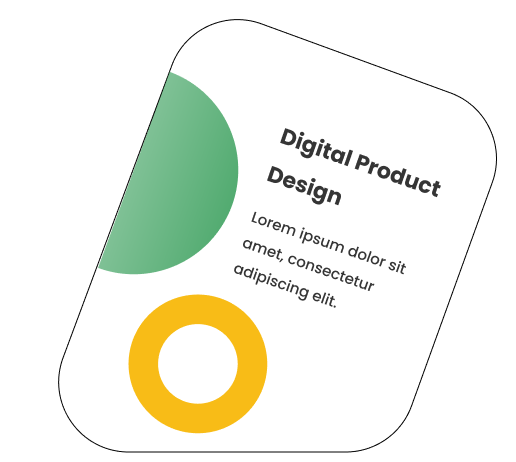 Digital Product
Design
Lorem ipsum dolor sit
amet, consectetur
adipiscing elit.